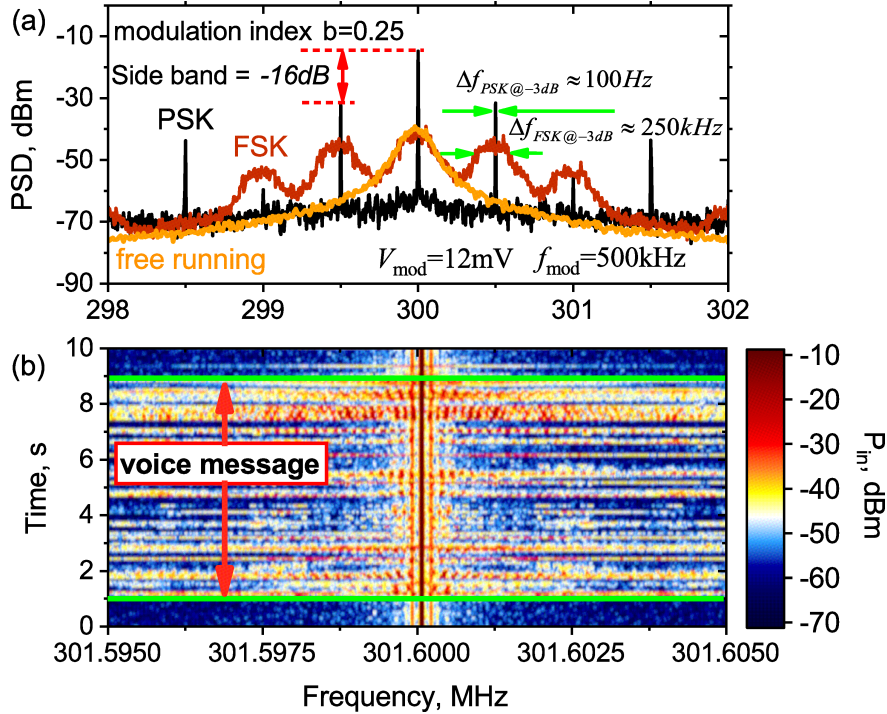 (a)
modulation index b=0.25
Side band = -16dB
PSK
FSK
free running
Δf_PSK@−3dB ≈ 100Hz
Δf_FSK@−3dB ≈ 250kHz
V_mod=12mV f_mod=500kHz
PSD, dBm
-10
-30
-50
-70
-90
298 299 300 301 302
(b)
voice message
Time, s
10
8
6
4
2
0
301.5950 301.5975 301.6000 301.6025 301.6050
Frequency, MHz
-10
-20
-30
-40
-50
-60
-70
P_in, dBm